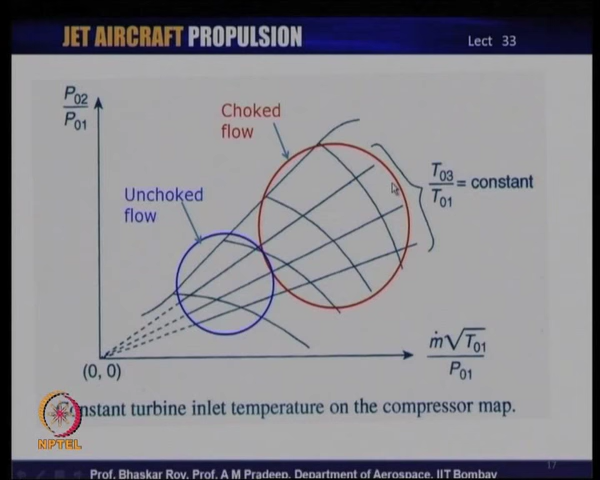 JET AIRCRAFT PROPULSION
Lect 33
P02/P01
Choked
flow
Unchoked
flow
T03/T01 = constant
ṁ√T01/P01
(0, 0)
Constant turbine inlet temperature on the compressor map.
NPTEL
17
Prof. Bhaskar Roy, Prof. A M Pradeep, Department of Aerospace, IIT Bombay